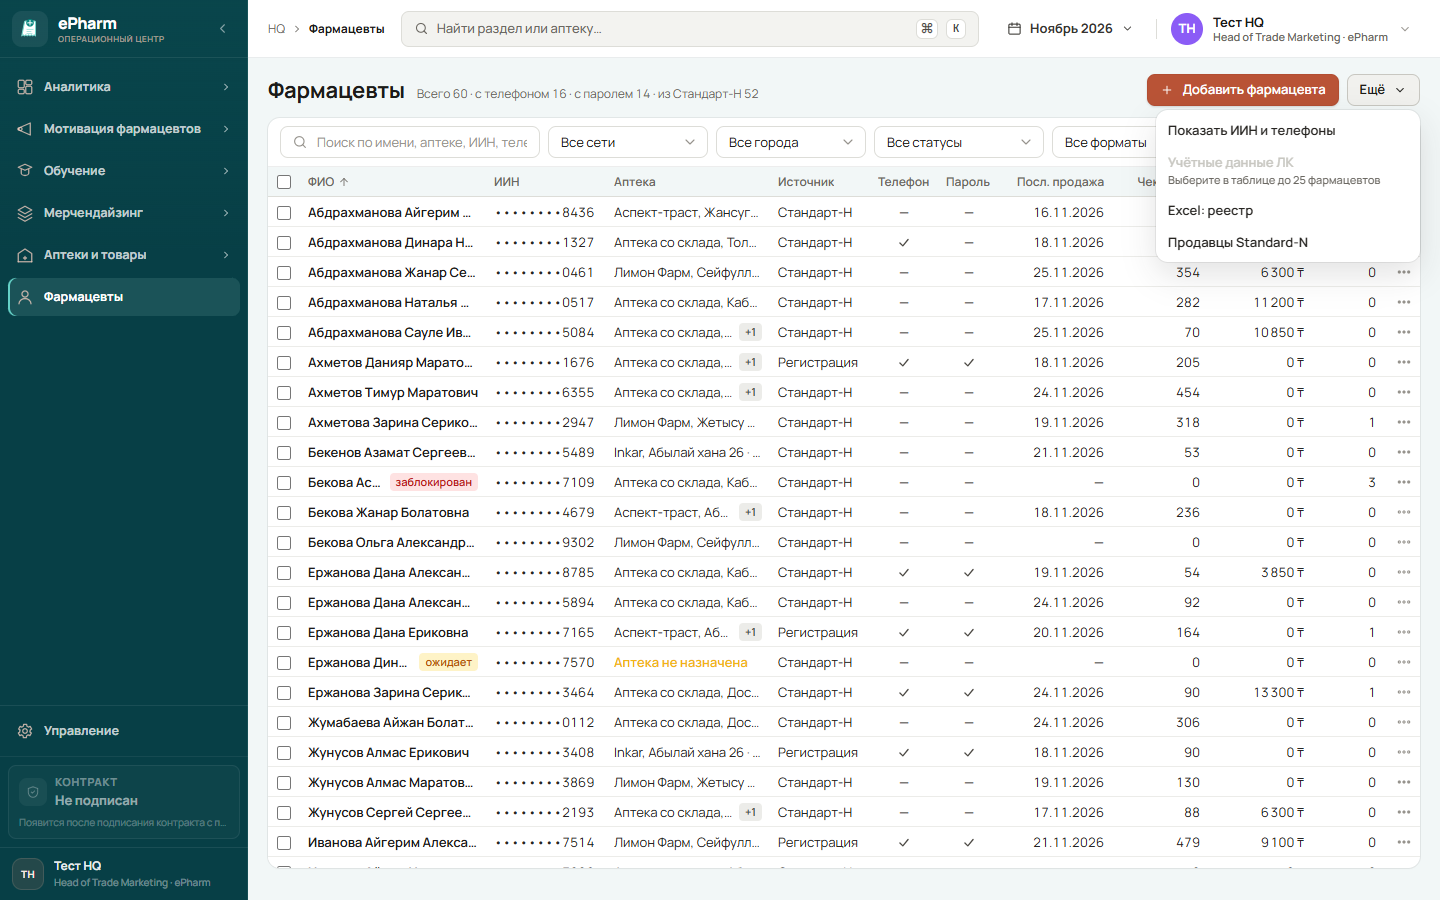 ePharm
ОПЕРАЦИОННЫЙ ЦЕНТР
Аналитика
Мотивация фармацевтов
Обучение
Мерчендайзинг
Аптеки и товары
Фармацевты
Управление
КОНТРАКТ
Не подписан
Появится после подписания контракта с п...
TH
Тест HQ
Head of Trade Marketing · ePharm
HQ > Фармацевты
Найти раздел или аптеку...
⌘ K
Ноябрь 2026
TH
Тест HQ
Head of Trade Marketing · ePharm
Фармацевты
Всего 60 · с телефоном 16 · с паролем 14 · из Стандарт-Н 52
+ Добавить фармацевта
Ещё
Показать ИИН и телефоны
Учётные данные ЛК
Выберите в таблице до 25 фармацевтов
Excel: реестр
Продавцы Standard-N
Поиск по имени, аптеке, ИИН, теле
Все сети
Все города
Все статусы
Все форматы
ФИО ↑ ИИН Аптека Источник Телефон Пароль Посл. продажа Чек
Абдрахманова Айгерим ... ••••••••8436 Аспект-траст, Жансуг... Стандарт-Н — — 16.11.2026
Абдрахманова Динара Н... ••••••••1327 Аптека со склада, Тол... Стандарт-Н ✓ — 18.11.2026
Абдрахманова Жанар Се... ••••••••0461 Лимон Фарм, Сейфулл... Стандарт-Н — — 25.11.2026 354 6 300 ₸ 0 •••
Абдрахманова Наталья ... ••••••••0517 Аптека со склада, Каб... Стандарт-Н — — 17.11.2026 282 11 200 ₸ 0 •••
Абдрахманова Сауле Ив... ••••••••5084 Аптека со склада,... +1 Стандарт-Н — — 25.11.2026 70 10 850 ₸ 0 •••
Ахметов Данияр Марато... ••••••••1676 Аптека со склада,... +1 Регистрация ✓ ✓ 18.11.2026 205 0 ₸ 0 •••
Ахметов Тимур Маратович ••••••••6355 Аптека со склада,... +1 Стандарт-Н — — 24.11.2026 454 0 ₸ 0 •••
Ахметова Зарина Серико... ••••••••2947 Лимон Фарм, Жетысу ... Стандарт-Н — — 19.11.2026 318 0 ₸ 1 •••
Бекенов Азамат Сергеев... ••••••••5489 Inkar, Абылай хана 26 · ... Стандарт-Н — — 21.11.2026 53 0 ₸ 0 •••
Бекова Ас... заблокирован ••••••••7109 Аптека со склада, Каб... Стандарт-Н — — — 0 0 ₸ 3 •••
Бекова Жанар Болатовна ••••••••4679 Аспект-траст, Аб... +1 Стандарт-Н — — 18.11.2026 236 0 ₸ 0 •••
Бекова Ольга Александр... ••••••••9302 Лимон Фарм, Сейфулл... Стандарт-Н — — — 0 0 ₸ 0 •••
Ержанова Дана Алексан... ••••••••8785 Аптека со склада, Каб... Стандарт-Н ✓ ✓ 19.11.2026 54 3 850 ₸ 0 •••
Ержанова Дана Алексан... ••••••••5894 Аптека со склада, Каб... Стандарт-Н — — 24.11.2026 92 0 ₸ 0 •••
Ержанова Дана Ериковна ••••••••7165 Аспект-траст, Аб... +1 Регистрация ✓ ✓ 20.11.2026 164 0 ₸ 1 •••
Ержанова Дин... ожидает ••••••••7570 Аптека не назначена Стандарт-Н — — — 0 0 ₸ 0 •••
Ержанова Зарина Серик... ••••••••3464 Аптека со склада, Дос... Стандарт-Н ✓ ✓ 24.11.2026 90 13 300 ₸ 1 •••
Жумабаева Айжан Болат... ••••••••0112 Аптека со склада, Дос... Стандарт-Н — — 24.11.2026 306 0 ₸ 0 •••
Жунусов Алмас Ерикович ••••••••3408 Inkar, Абылай хана 26 · ... Регистрация ✓ ✓ 18.11.2026 90 0 ₸ 0 •••
Жунусов Алмас Маратов... ••••••••3869 Лимон Фарм, Жетысу ... Стандарт-Н — — 19.11.2026 130 0 ₸ 0 •••
Жунусов Сергей Сергее... ••••••••2193 Аптека со склада,... +1 Стандарт-Н — — 17.11.2026 88 6 300 ₸ 0 •••
Иванова Айгерим Алекса... ••••••••7514 Лимон Фарм, Сейфулл... Регистрация ✓ ✓ 21.11.2026 479 9 100 ₸ 0 •••